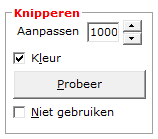 Knipperen
Aanpassen 1000
Kleur
Probeer
Niet gebruiken